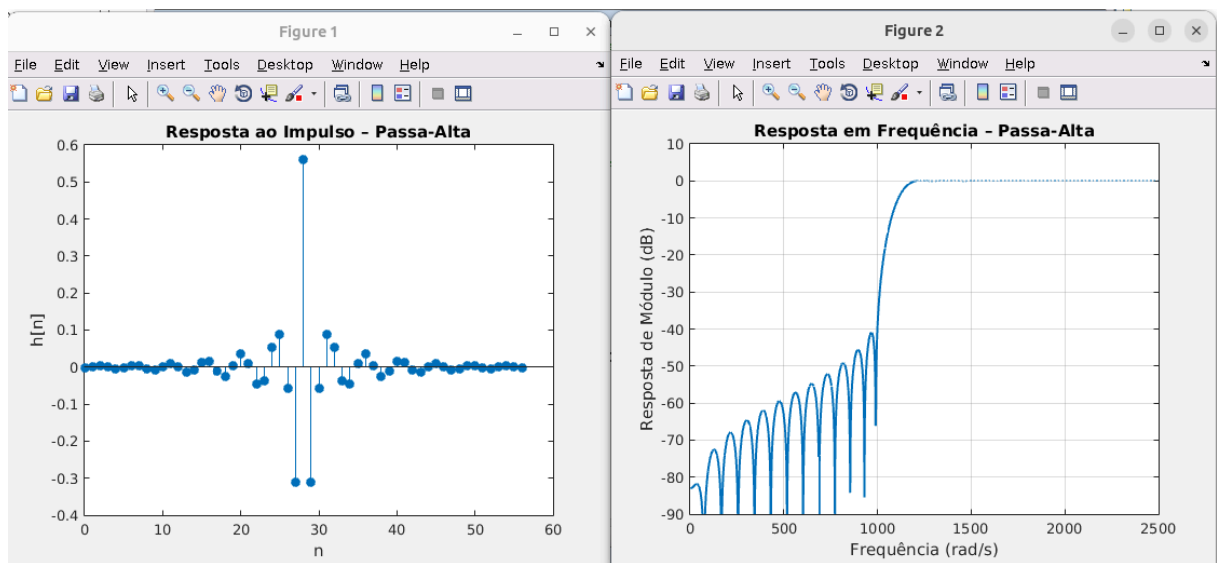 Figure 1
File Edit View Insert Tools Desktop Window Help
Resposta ao Impulso – Passa-Alta
0.6
0.5
0.4
0.3
0.2
0.1
0
-0.1
-0.2
-0.3
-0.4
h[n]
0 10 20 30 40 50 60
n
Figure 2
File Edit View Insert Tools Desktop Window Help
Resposta em Frequência – Passa-Alta
10
0
-10
-20
-30
-40
-50
-60
-70
-80
-90
Resposta de Módulo (dB)
0 500 1000 1500 2000 2500
Frequência (rad/s)